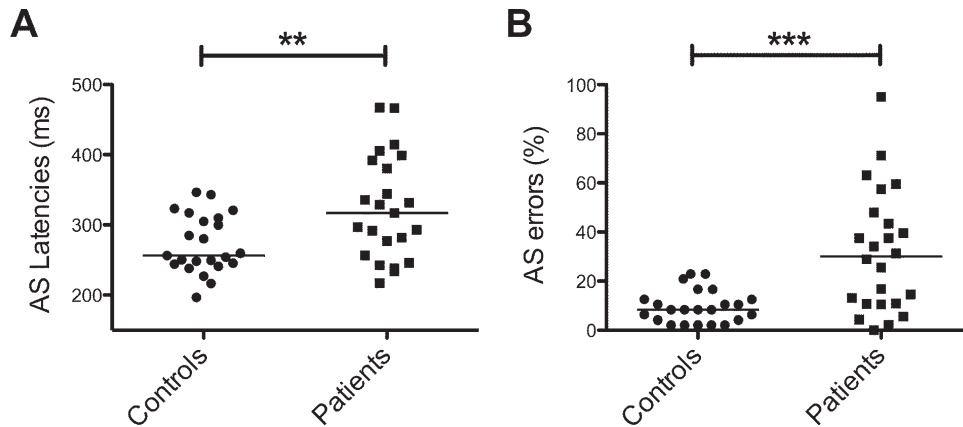 A
**
AS Latencies (ms)
500
400
300
200
Controls
Patients
B
***
AS errors (%)
100
80
60
40
20
0
Controls
Patients